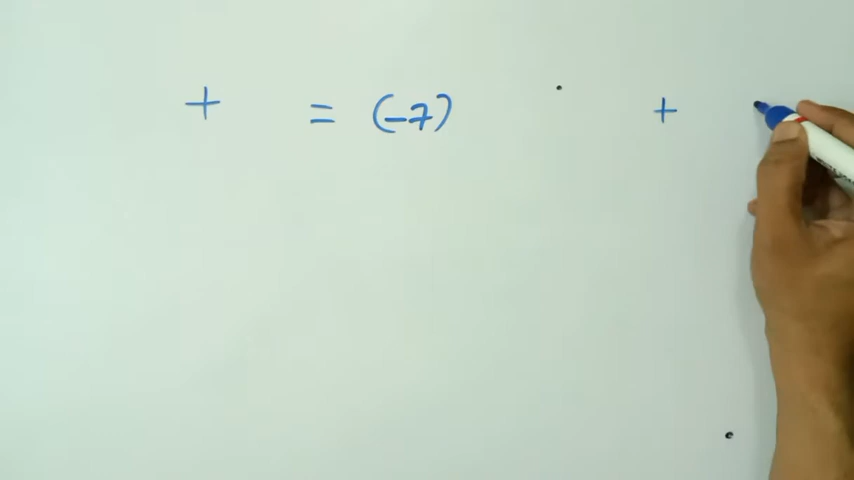 + = (-7) +